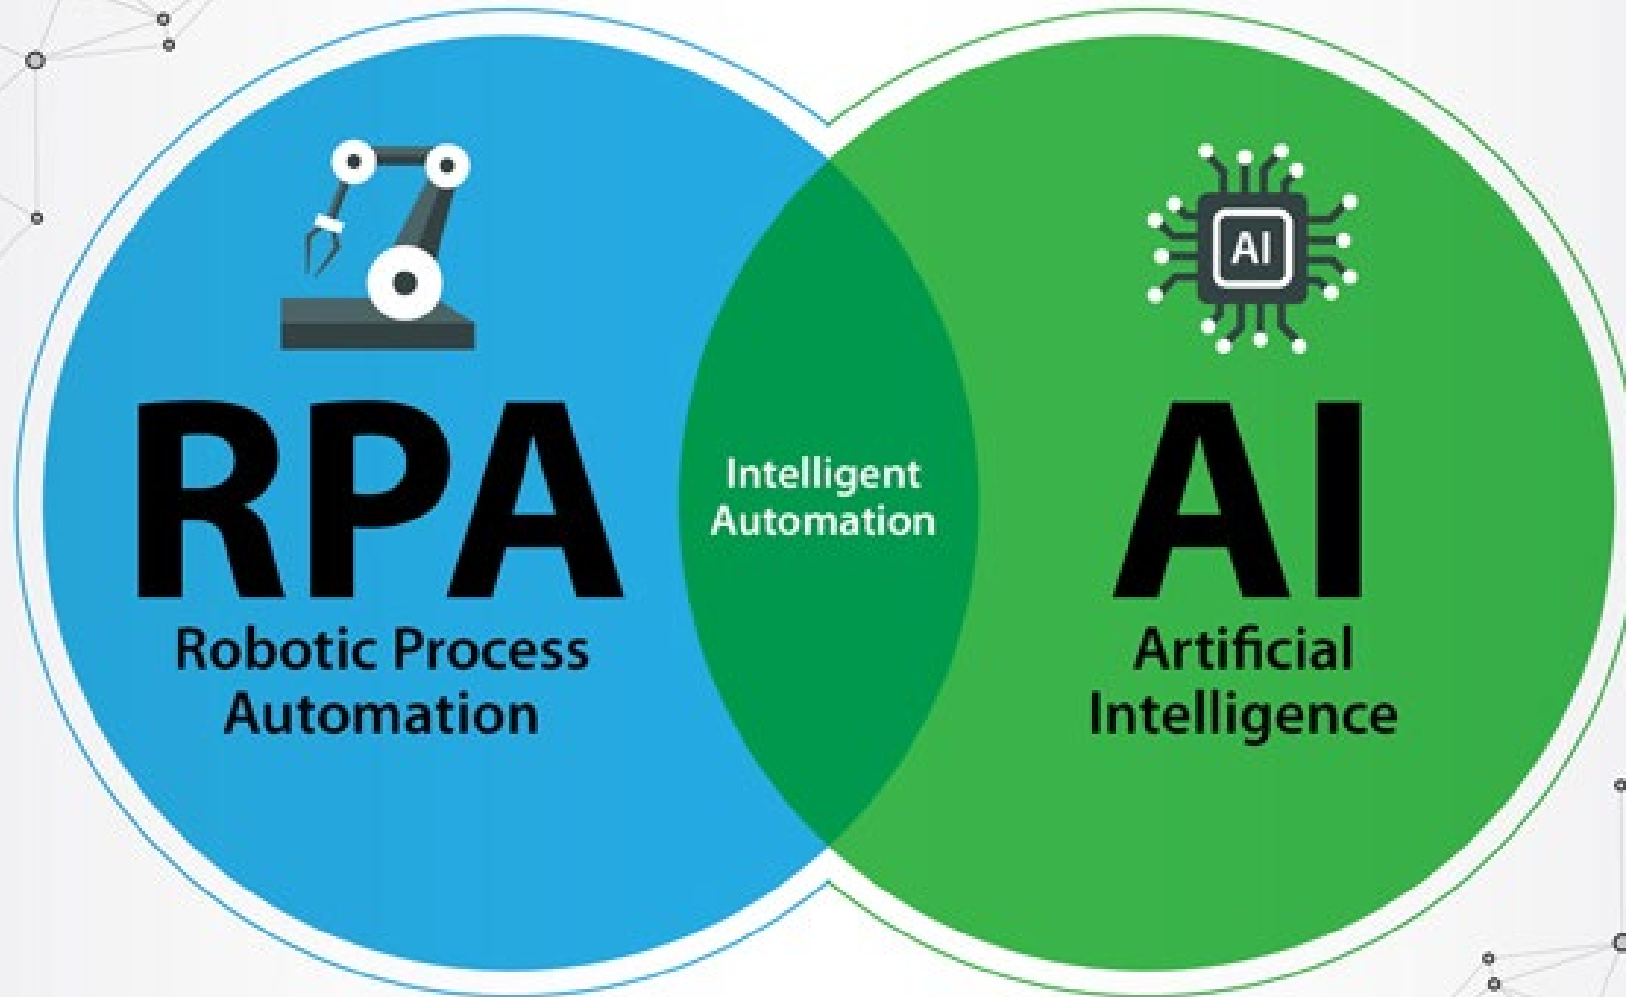 AI
RPA
Robotic Process
Automation
Intelligent
Automation
AI
Artificial
Intelligence